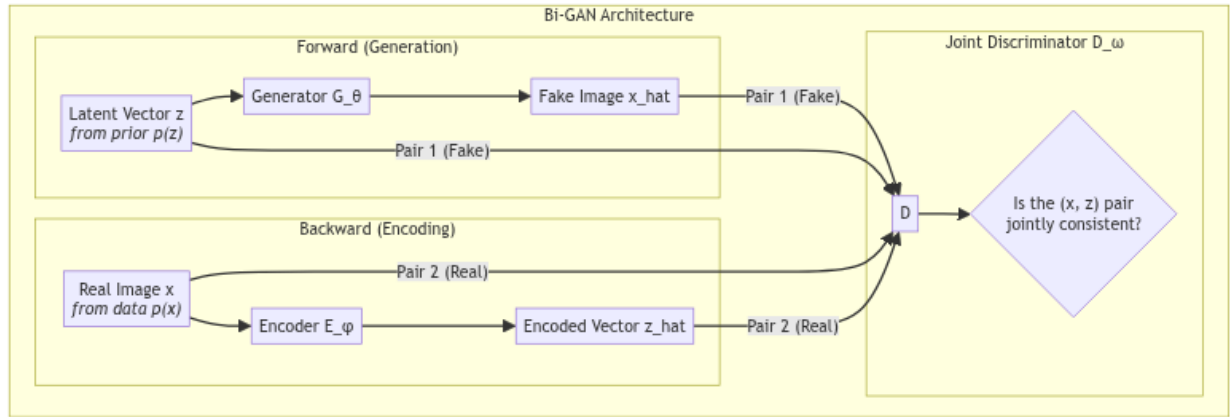 Bi-GAN Architecture
Forward (Generation)
Joint Discriminator D_ω
Latent Vector z
from prior p(z)
Generator G_θ
Fake Image x_hat
Pair 1 (Fake)
Pair 1 (Fake)
D
Is the (x, z) pair
jointly consistent?
Backward (Encoding)
Real Image x
from data p(x)
Pair 2 (Real)
Encoder E_φ
Encoded Vector z_hat
Pair 2 (Real)